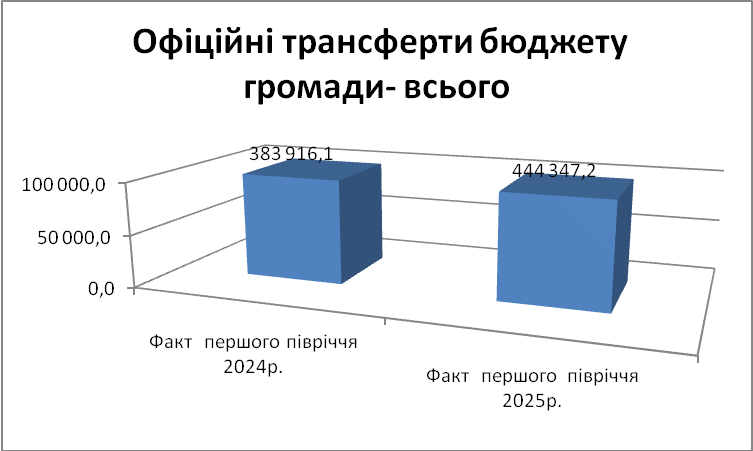 Офіційні трансферти бюджету
громади- всього
383 916,1
444 347,2
100 000,0
50 000,0
0,0
Факт першого півріччя
2024р.
Факт першого півріччя
2025р.